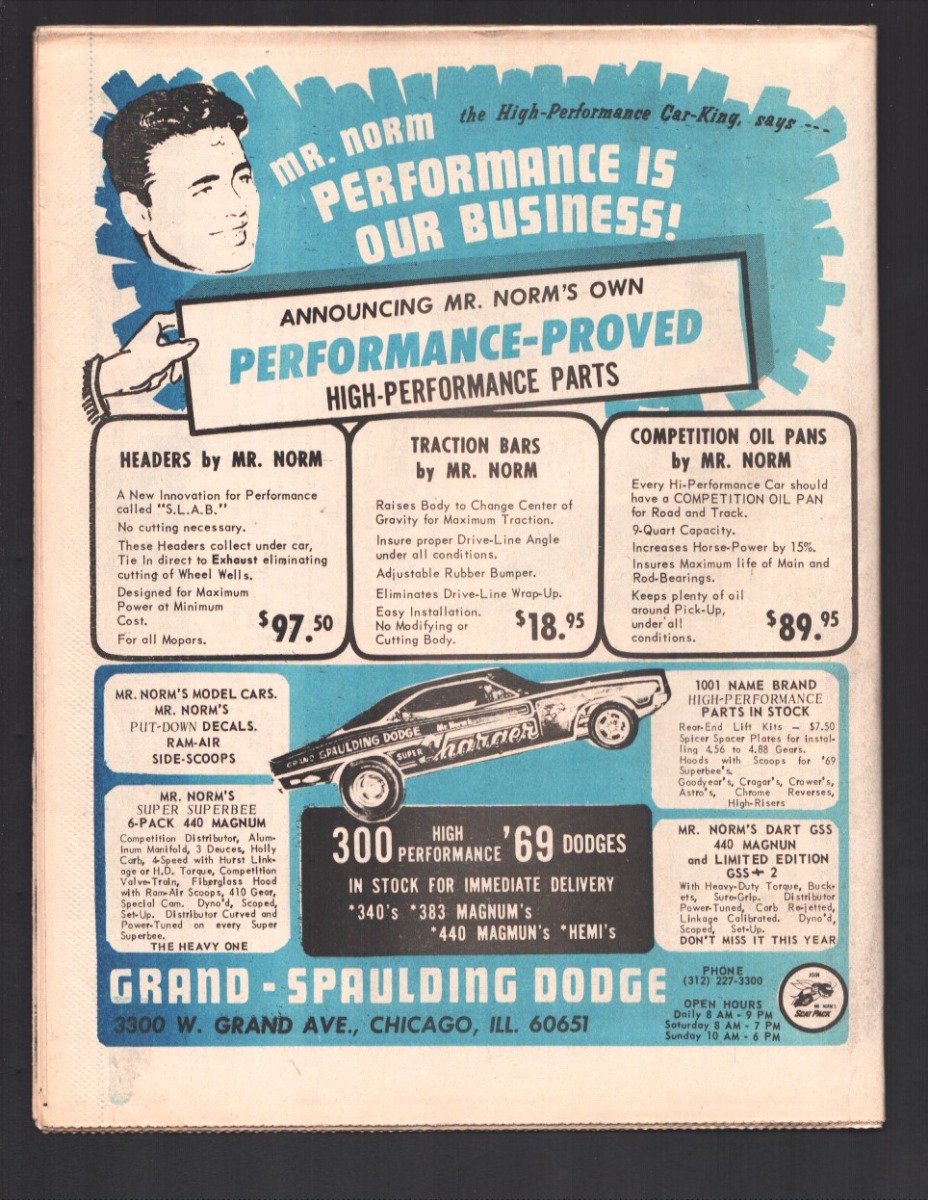 the High-Performance Car-King, says ---
MR. NORM
PERFORMANCE IS
OUR BUSINESS!
ANNOUNCING MR. NORM'S OWN
PERFORMANCE-PROVED
HIGH-PERFORMANCE PARTS
HEADERS by MR. NORM
A New Innovation for Performance
called "S.L.A.B."
No cutting necessary.
These Headers collect under car,
Tie In direct to Exhaust eliminating
cutting of Wheel Wells.
Designed for Maximum
Power at Minimum
Cost.
For all Mopars.
$97.50
TRACTION BARS
by MR. NORM
Raises Body to Change Center of
Gravity for Maximum Traction.
Insure proper Drive-Line Angle
under all conditions.
Adjustable Rubber Bumper.
Eliminates Drive-Line Wrap-Up.
Easy Installation.
No Modifying or
Cutting Body.
$18.95
COMPETITION OIL PANS
by MR. NORM
Every Hi-Performance Car should
have a COMPETITION OIL PAN
for Road and Track.
9-Quart Capacity.
Increases Horse-Power by 15%.
Insures Maximum life of Main and
Rod-Bearings.
Keeps plenty of oil
around Pick-Up,
under all
conditions.
$89.95
MR. NORM'S MODEL CARS.
MR. NORM'S
PUT-DOWN DECALS.
RAM-AIR
SIDE-SCOOPS
MR. NORM'S
SUPER SUPERBEE
6-PACK 440 MAGNUM
Competition Distributor, Alum-
inum Manifold, 3 Deuces, Holly
Carb, 4-Speed with Hurst Link-
age or H.D. Torque, Competition
Valve-Train, Fiberglass Hood
with Ram-Air Scoops, 410 Gear,
Special Cam. Dyno'd, Scoped,
Set-Up. Distributor Curved and
Power-Tuned on every Super
Superbee.
THE HEAVY ONE
GRAND SPAULDING DODGE
Mr. Norm's
SUPER Charger
300 HIGH PERFORMANCE '69 DODGES
IN STOCK FOR IMMEDIATE DELIVERY
*340's *383 MAGNUM's
*440 MAGMUN's *HEMI's
1001 NAME BRAND
HIGH-PERFORMANCE
PARTS IN STOCK
Rear-End Lift Kits — $7.50
Spicer Spacer Plates for instal-
ling 4.56 to 4.88 Gears.
Hoods with Scoops for '69
Superbee's.
Goodyear's, Cragar's, Crower's,
Astro's, Chrome Reverses,
High-Risers
MR. NORM'S DART GSS
440 MAGNUN
and LIMITED EDITION
GSS+ 2
With Heavy-Duty Torque, Buck-
ets, Sure-Grip. Distributor
Power-Tuned, Carb Re-jetted,
Linkage Calibrated. Dyno'd,
Scoped, Set-Up.
DON'T MISS IT THIS YEAR
GRAND - SPAULDING DODGE
3300 W. GRAND AVE., CHICAGO, ILL. 60651
PHONE
(312) 227-3300
OPEN HOURS
Daily 8 AM - 9 PM
Saturday 8 AM - 7 PM
Sunday 10 AM - 6 PM
JOIN
MR NORM'S
SCAT PACK